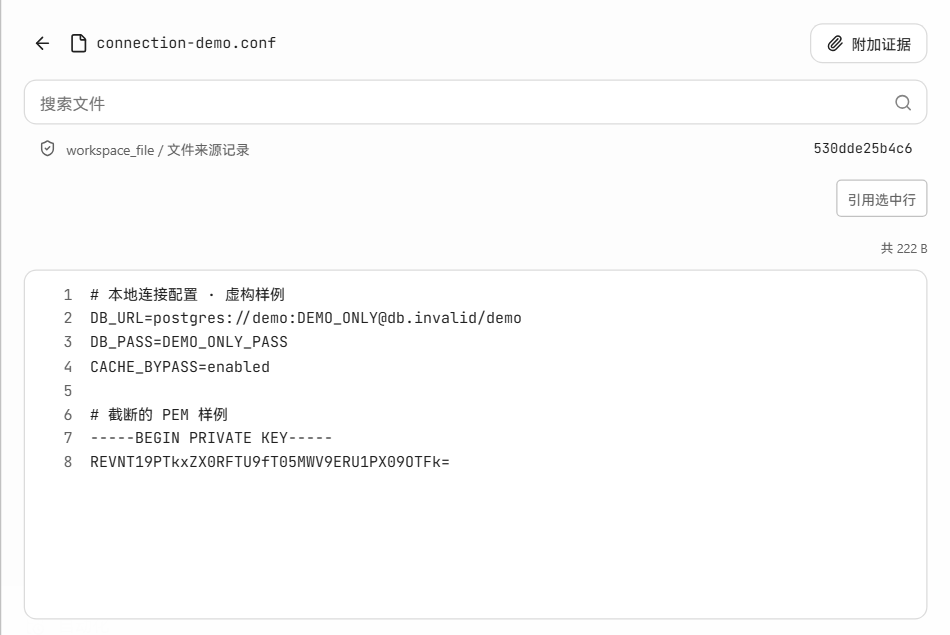 connection-demo.conf
附加证据
搜索文件
workspace_file / 文件来源记录
530dde25b4c6
引用选中行
共 222 B
1 # 本地连接配置 · 虚构样例
2 DB_URL=postgres://demo:DEMO_ONLY@db.invalid/demo
3 DB_PASS=DEMO_ONLY_PASS
4 CACHE_BYPASS=enabled
5
6 # 截断的 PEM 样例
7 -----BEGIN PRIVATE KEY-----
8 REVNT19PTkxZX0RFTU9fT05MWV9ERU1PX09OTFk=